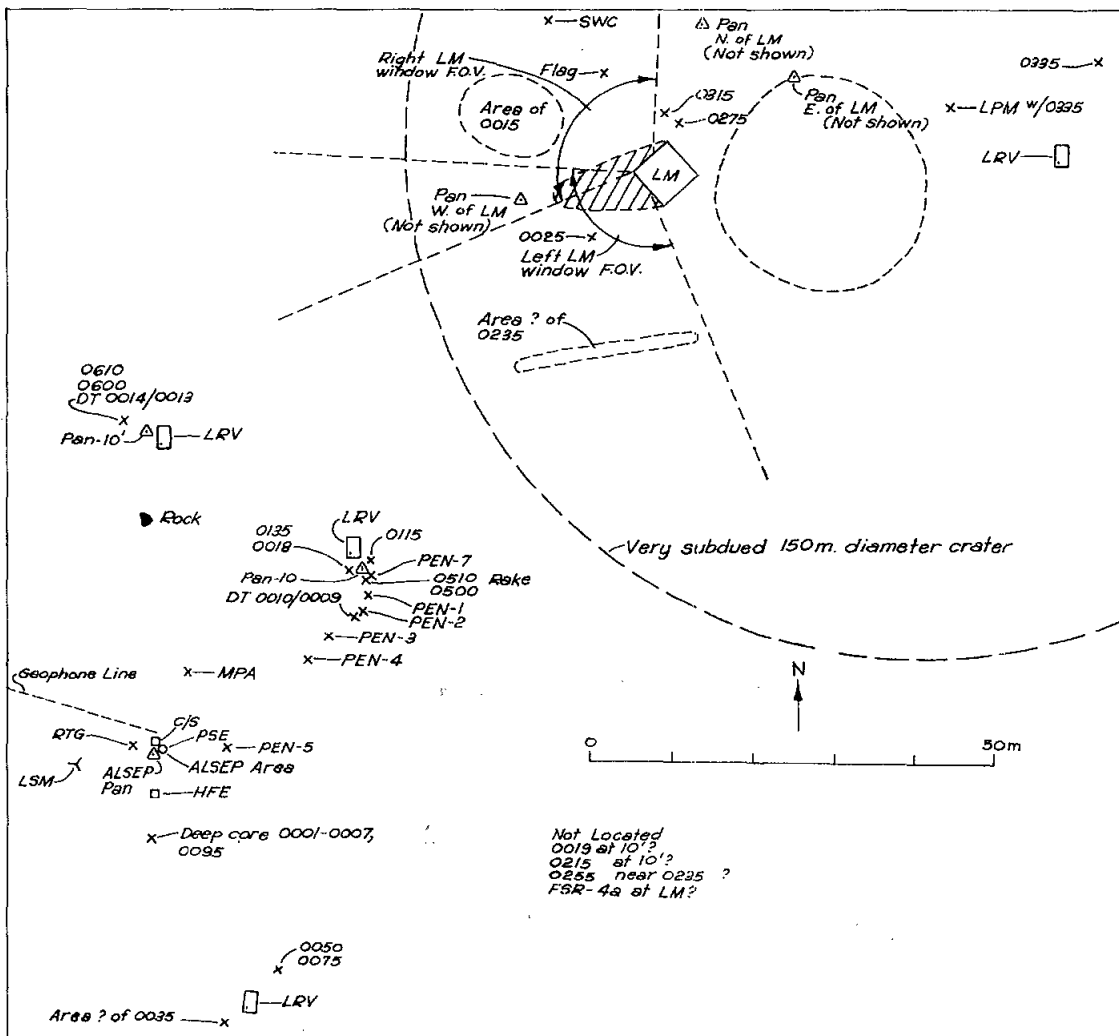 SWC
Pan
N. of LM
(Not shown)
Right LM
window F.O.V.
Flag
0335
Area of
0015
0315
0275
Pan
E. of LM
(Not shown)
LPM w/0335
LRV
LM
Pan
W. of LM
(Not shown)
0025
Left LM
window F.O.V.
Area ? of
0235
0610
0600
DT 0014/0013
Pan-10'
LRV
Rock
LRV
0135
0018
0115
PEN-7
Pan-10
0510 Rake
0500
DT 0010/0009
PEN-1
PEN-2
PEN-3
PEN-4
Very subdued 150m. diameter crater
Geophone Line
MPA
N
C/S
RTG
PSE
PEN-5
ALSEP Area
LSM
ALSEP
Pan
HFE
0
50m
Deep core 0001-0007,
0095
Not Located
0019 at 10'?
0215 at 10'?
0255 near 0235 ?
FSR-4a at LM?
0050
0075
LRV
Area ? of 0035